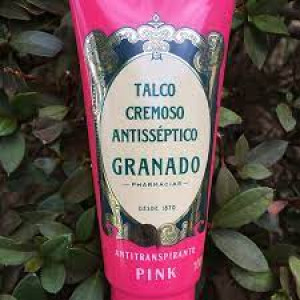 TALCO
CREMOSO
ANTISSÉPTICO
GRANADO
PHARMACIAS
DESDE 1870
ANTITRANSPIRANTE
PINK